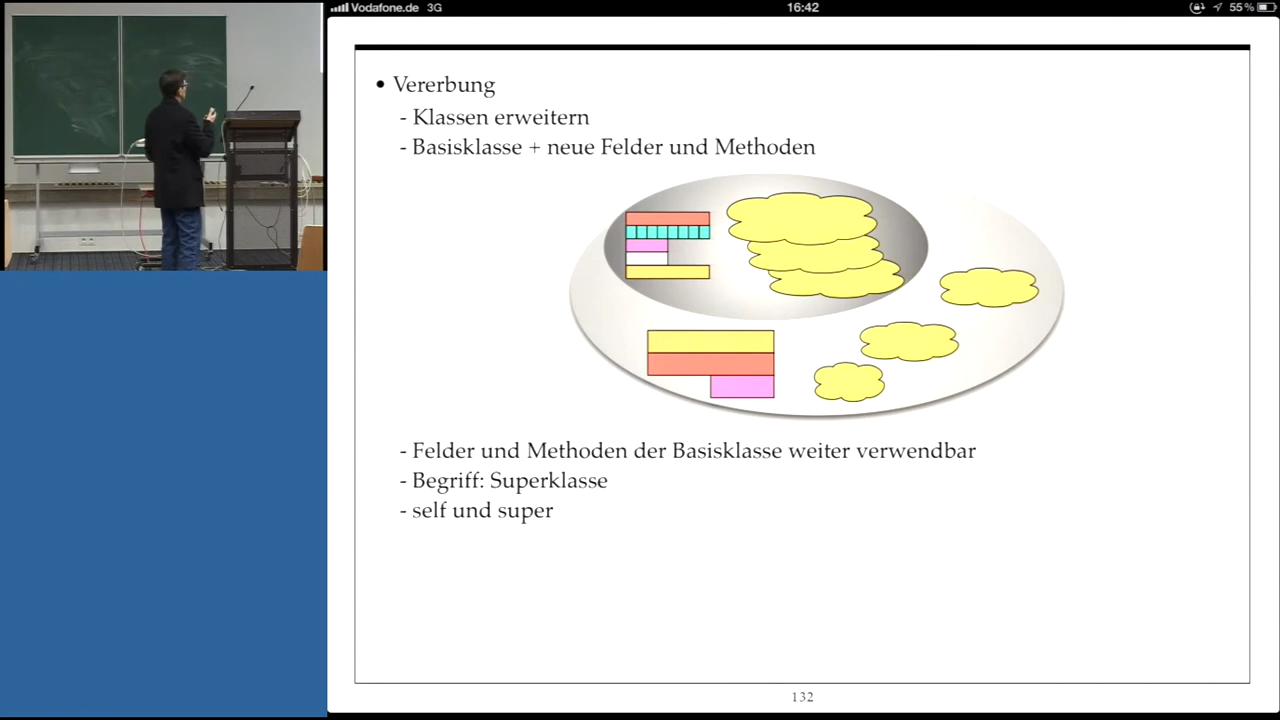 Vodafone.de 3G 16:42 55%
• Vererbung
- Klassen erweitern
- Basisklasse + neue Felder und Methoden
- Felder und Methoden der Basisklasse weiter verwendbar
- Begriff: Superklasse
- self und super
132